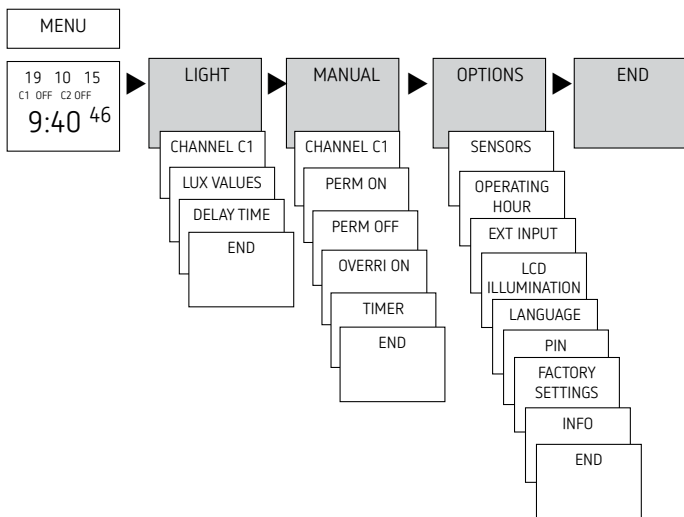 MENU
19 10 15
C1 OFF C2 OFF
9:40 46
LIGHT
CHANNEL C1
LUX VALUES
DELAY TIME
END
MANUAL
CHANNEL C1
PERM ON
PERM OFF
OVERRI ON
TIMER
END
OPTIONS
SENSORS
OPERATING
HOUR
EXT INPUT
LCD
ILLUMINATION
LANGUAGE
PIN
FACTORY
SETTINGS
INFO
END
END